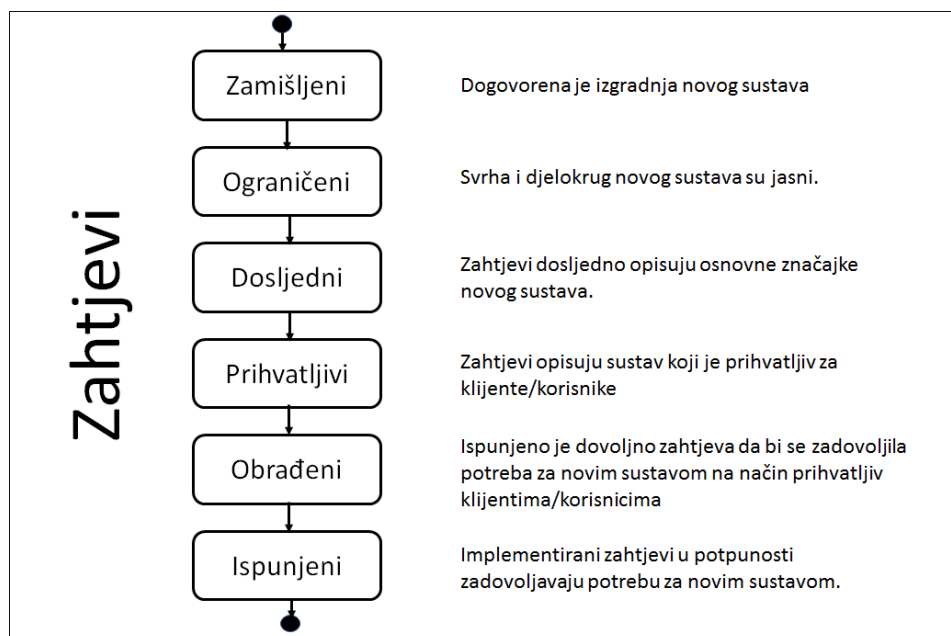 Zahtjevi
Zamišljeni
Dogovorena je izgradnja novog sustava
Ograničeni
Svrha i djelokrug novog sustava su jasni.
Dosljedni
Zahtjevi dosljedno opisuju osnovne značajke
novog sustava.
Prihvatljivi
Zahtjevi opisuju sustav koji je prihvatljiv za
klijente/korisnike
Obrađeni
Ispunjeno je dovoljno zahtjeva da bi se zadovoljila
potreba za novim sustavom na način prihvatljiv
klijentima/korisnicima
Ispunjeni
Implementirani zahtjevi u potpunosti
zadovoljavaju potrebu za novim sustavom.